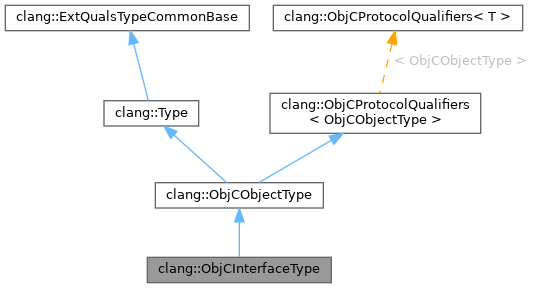 clang::ExtQualsTypeCommonBase
clang::ObjCProtocolQualifiers< T >
< ObjCObjectType >
clang::Type
clang::ObjCProtocolQualifiers
< ObjCObjectType >
clang::ObjCObjectType
clang::ObjCInterfaceType